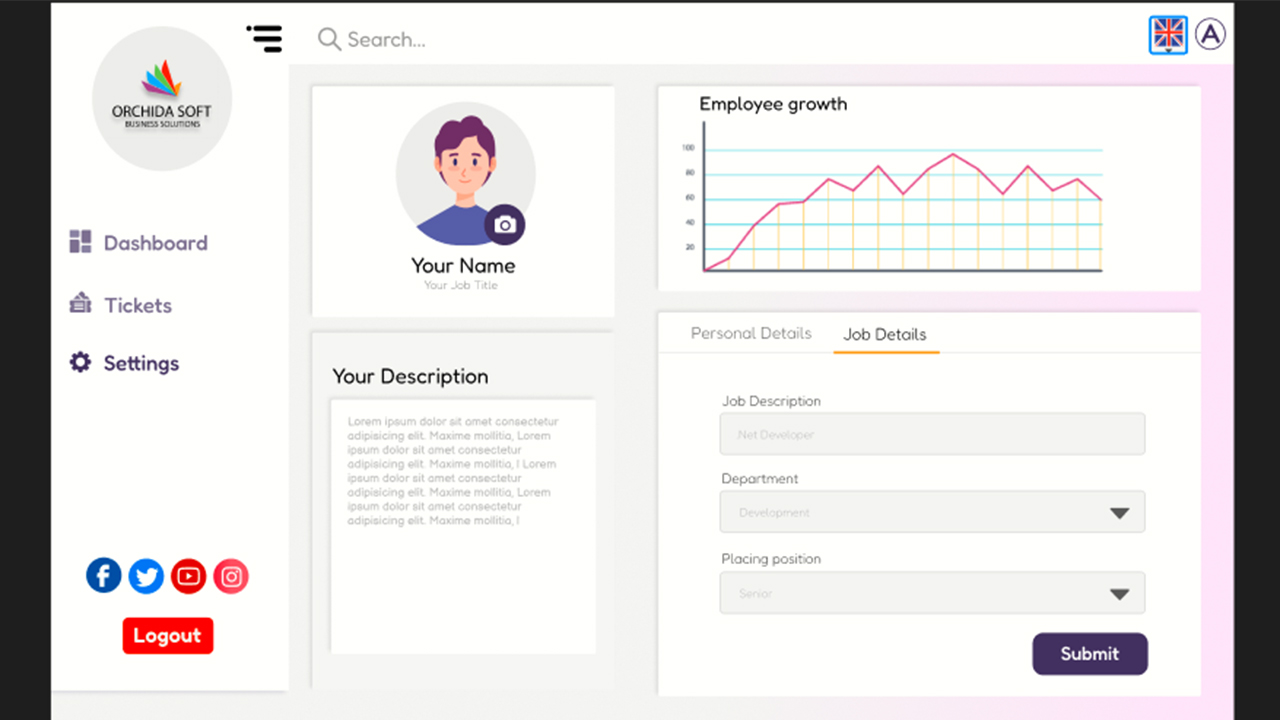 ORCHIDA SOFT
BUSINESS SOLUTIONS
Dashboard
Tickets
Settings
Logout
Search...
A
Your Name
Your Job Title
Your Description
Lorem ipsum dolor sit amet consectetur
adipisicing elit. Maxime mollitia, Lorem
ipsum dolor sit amet consectetur
adipisicing elit. Maxime mollitia, l Lorem
ipsum dolor sit amet consectetur
adipisicing elit. Maxime mollitia, Lorem
ipsum dolor sit amet consectetur
adipisicing elit. Maxime mollitia, l
Employee growth
100
80
60
40
20
Personal Details Job Details
Job Description
Net Developer
Department
Development
Placing position
Senior
Submit